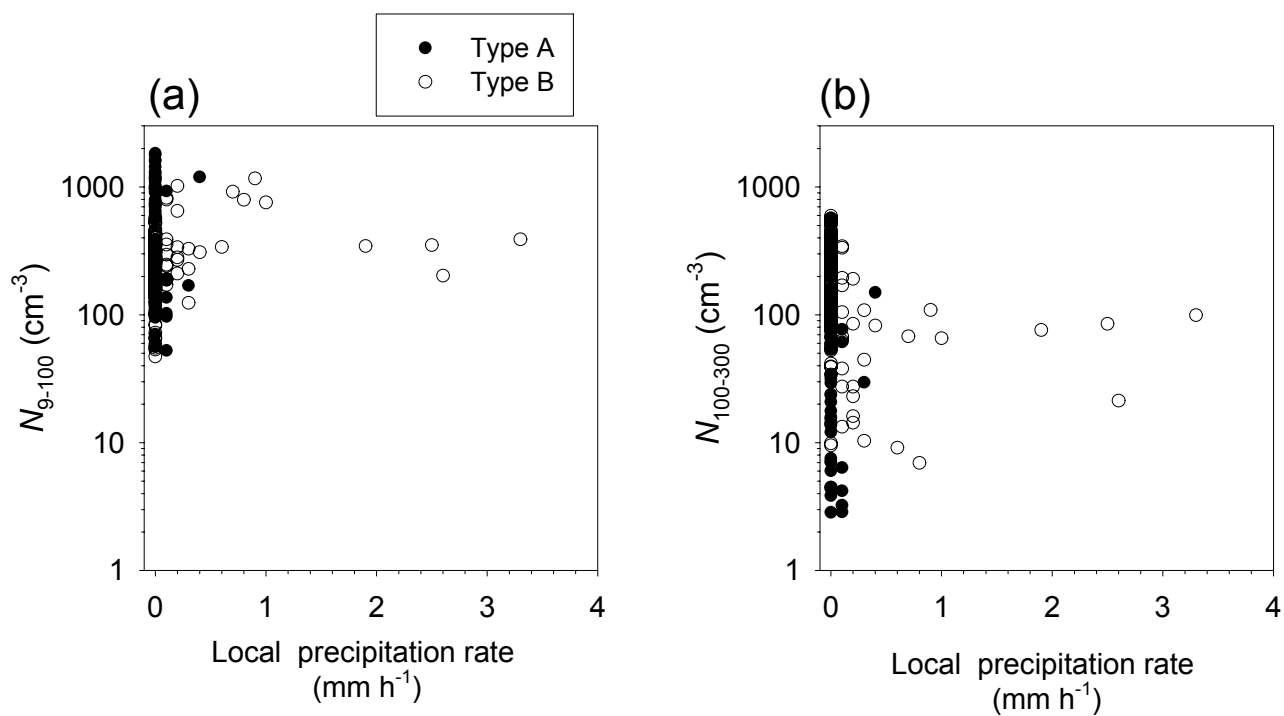 Type A
Type B
(a)
(b)
1000
100
10
1
0 1 2 3 4
N9-100 (cm-3)
Local precipitation rate
(mm h-1)
1000
100
10
1
0 1 2 3 4
N100-300 (cm-3)
Local precipitation rate
(mm h-1)